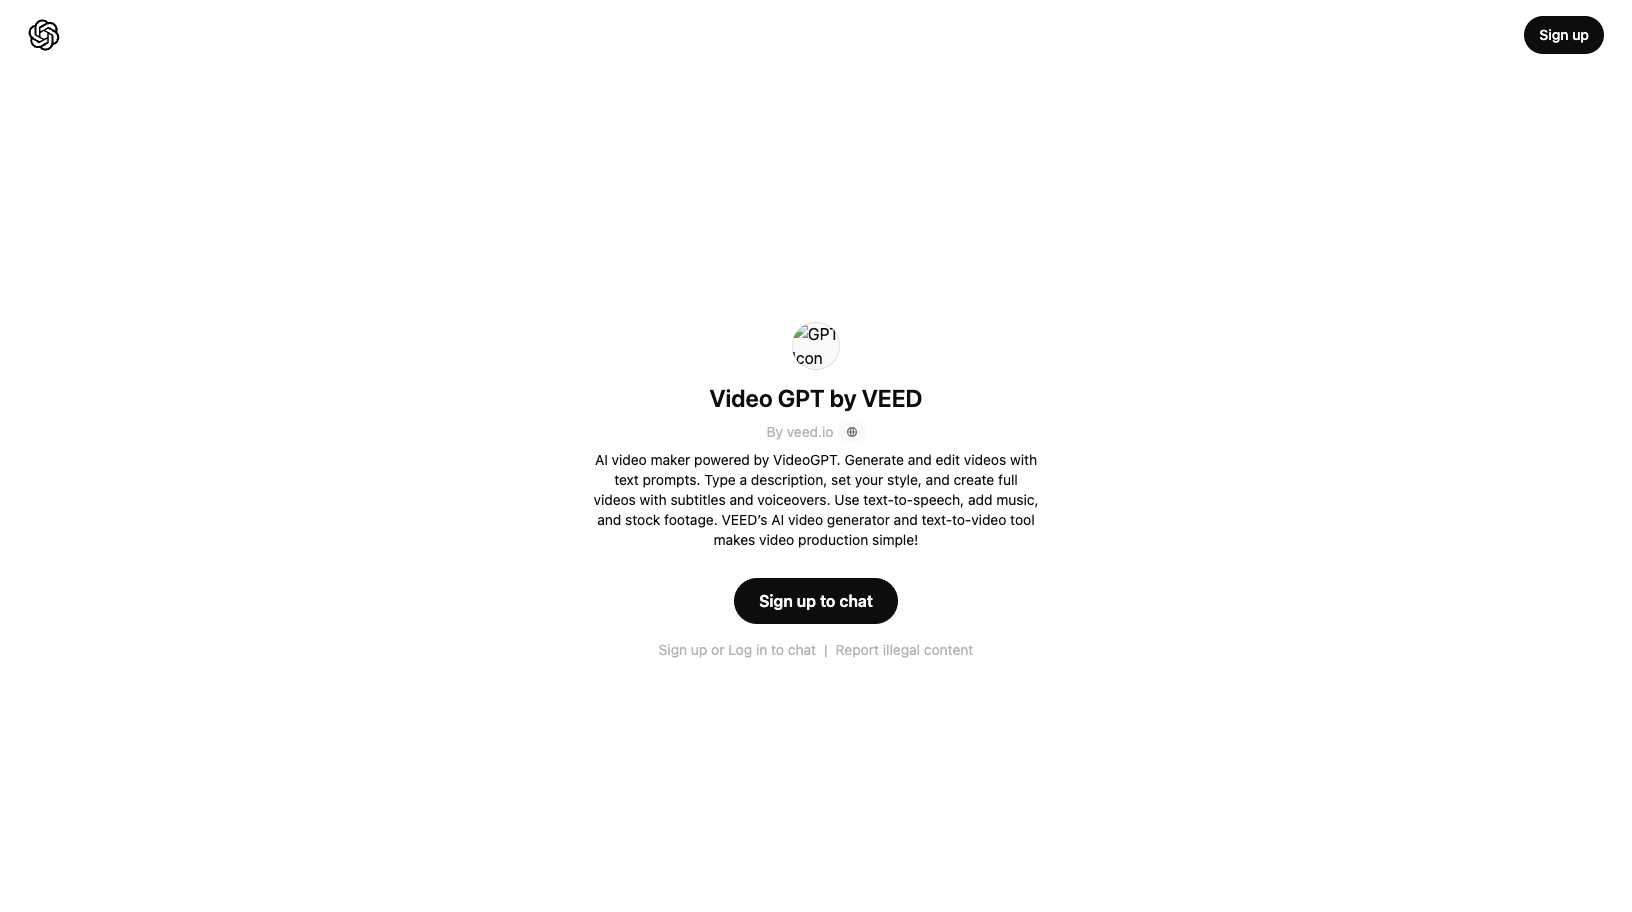 Sign up
GPT
Icon
Video GPT by VEED
By veed.io
AI video maker powered by VideoGPT. Generate and edit videos with
text prompts. Type a description, set your style, and create full
videos with subtitles and voiceovers. Use text-to-speech, add music,
and stock footage. VEED’s AI video generator and text-to-video tool
makes video production simple!
Sign up to chat
Sign up or Log in to chat | Report illegal content